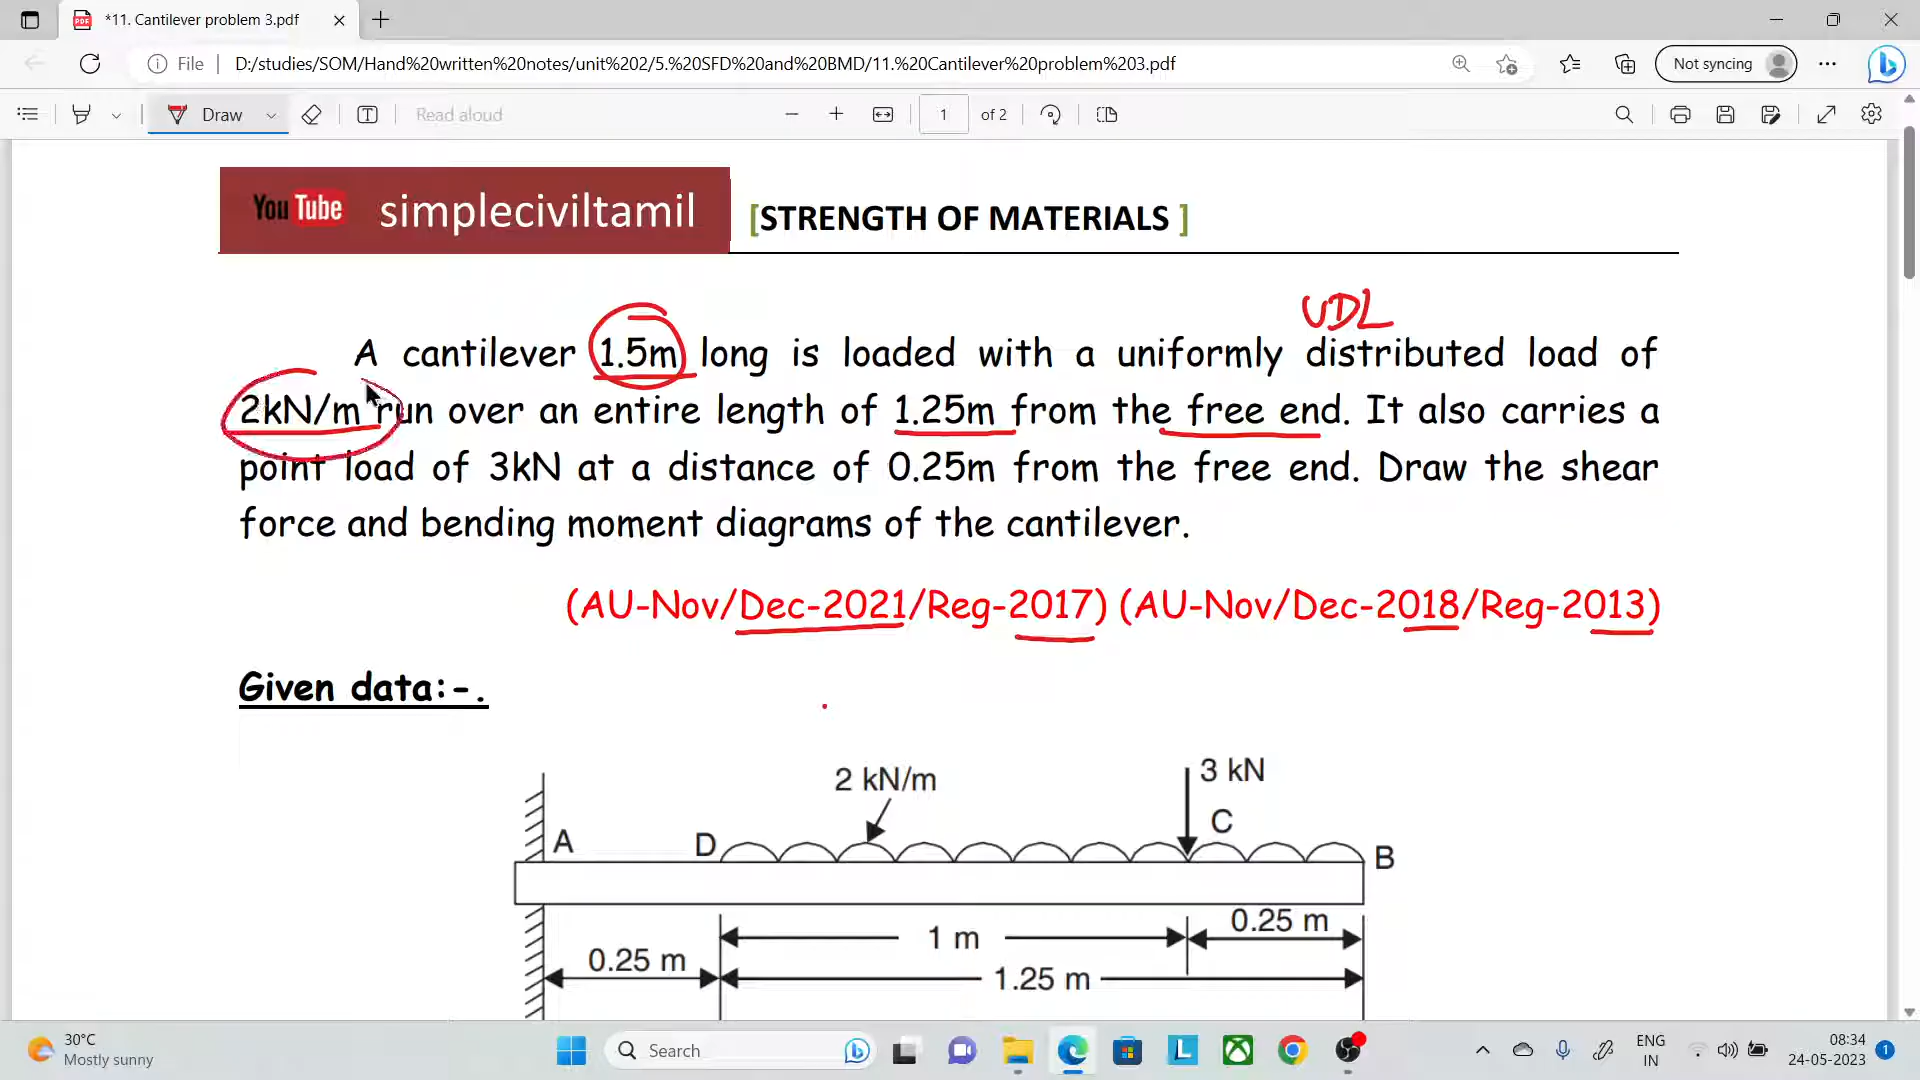 *11. Cantilever problem 3.pdf
File
D:/studies/SOM/Hand%20written%20notes/unit%202/5.%20SFD%20and%20BMD/11.%20Cantilever%20problem%203.pdf
Not syncing
Draw
Read aloud
1
of 2
You Tube simpleciviltamil [STRENGTH OF MATERIALS ]
UDL
A cantilever 1.5m long is loaded with a uniformly distributed load of
2kN/m run over an entire length of 1.25m from the free end. It also carries a
point load of 3kN at a distance of 0.25m from the free end. Draw the shear
force and bending moment diagrams of the cantilever.
(AU-Nov/Dec-2021/Reg-2017) (AU-Nov/Dec-2018/Reg-2013)
Given data:-.
2 kN/m
3 kN
A
D
C
B
1 m
0.25 m
0.25 m
1.25 m
30°C
Mostly sunny
Search
ENG
IN
08:34
24-05-2023
1